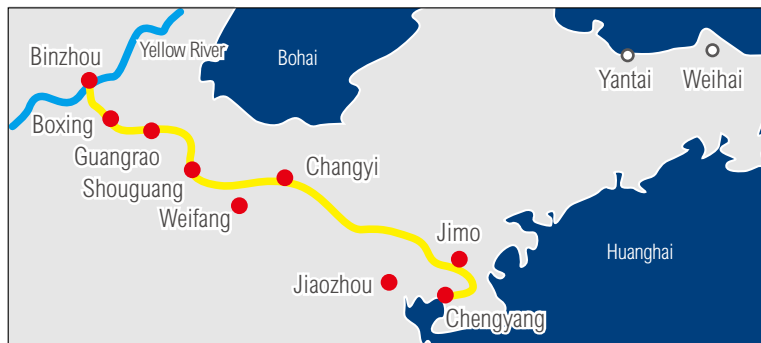 Yellow River
Binzhou
Bohai
Yantai
Weihai
Boxing
Guangrao
Shouguang
Changyi
Weifang
Jimo
Huanghai
Jiaozhou
Chengyang